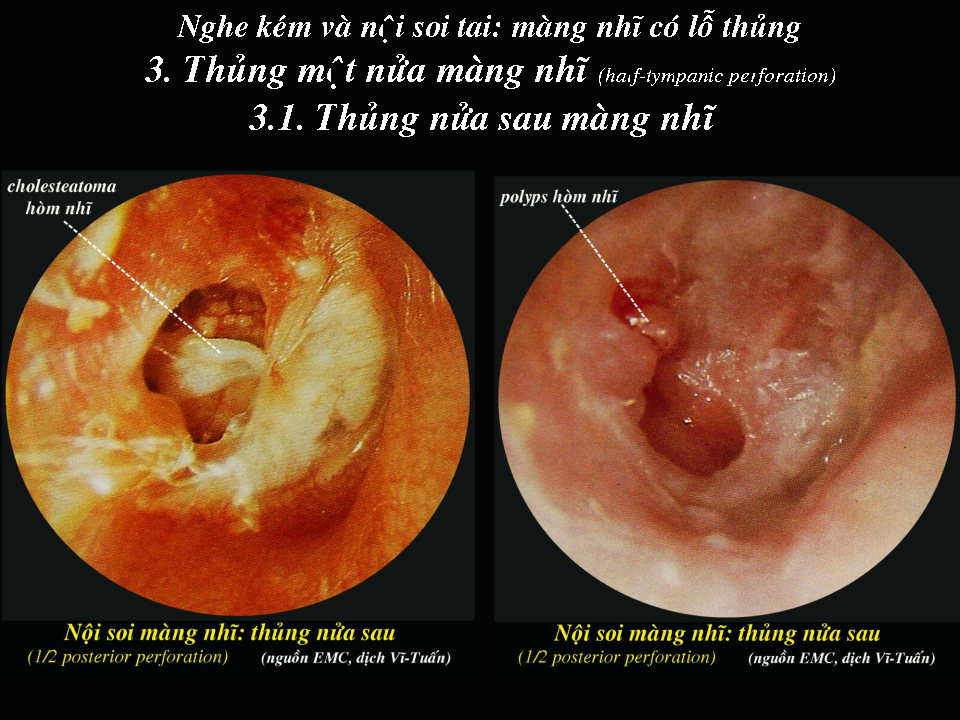 Nghe kém và nội soi tai: màng nhĩ có lỗ thủng
3. Thủng một nửa màng nhĩ (half-tympanic perforation)
3.1. Thủng nửa sau màng nhĩ
cholesteatoma
hòm nhĩ
polyps hòm nhĩ
Nội soi màng nhĩ: thủng nửa sau
(1/2 posterior perforation) (nguồn EMC, dịch Vĩ-Tuấn)
Nội soi màng nhĩ: thủng nửa sau
(1/2 posterior perforation) (nguồn EMC, dịch Vĩ-Tuấn)